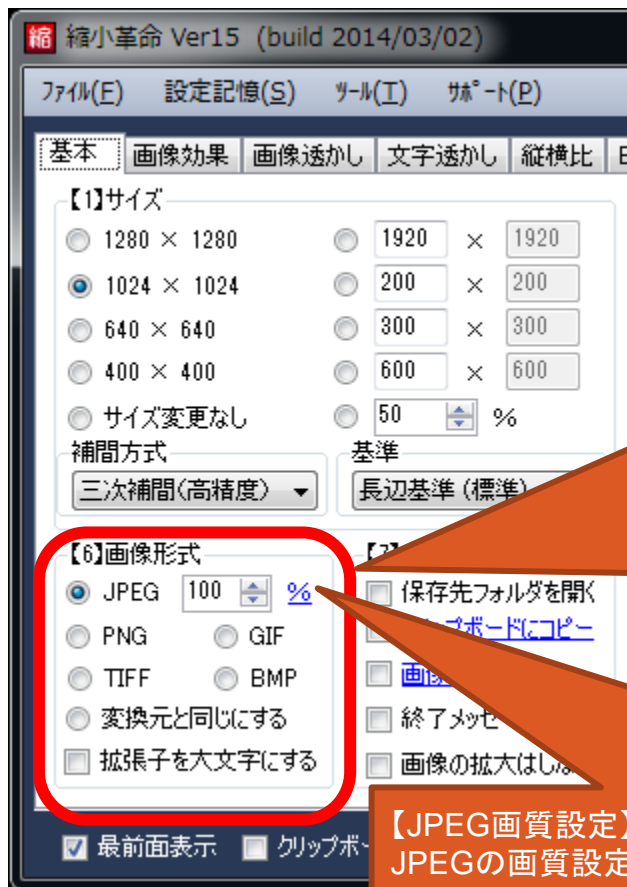 縮 縮小革命 Ver15 (build 2014/03/02)
ﾌｧｲﾙ(F) 設定記憶(S) ﾂｰﾙ(T) ｻﾎﾟｰﾄ(P)
基本 画像効果 画像透かし 文字透かし 縦横比
【1】サイズ
1280 × 1280 1920 × 1920
1024 × 1024 200 × 200
640 × 640 300 × 300
400 × 400 600 × 600
サイズ変更なし 50 %
補間方式 基準
三次補間(高精度) 長辺基準 (標準)
【6】画像形式
JPEG 100 % 保存先フォルダを開く
PNG GIF ボードにコピー
TIFF BMP 画像
変換元と同じにする 終了メッセ
拡張子を大文字にする 画像の拡大はしな
最前面表示 クリップボー
【JPEG画質設定】
JPEGの画質設定